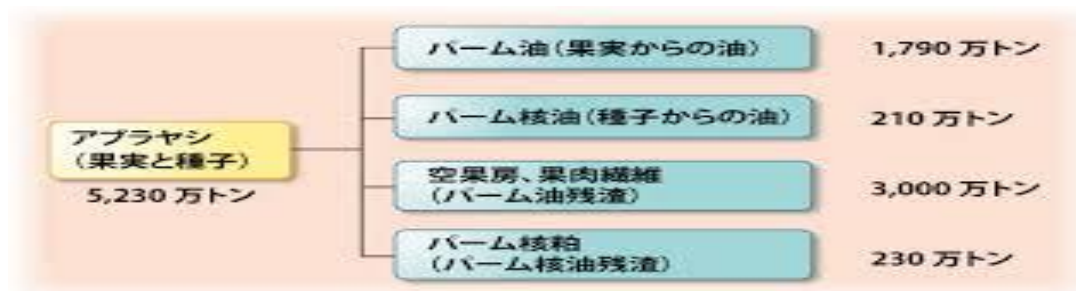 パーム油(果実からの油)
1,790 万トン
パーム核油(種子からの油)
210 万トン
アブラヤシ
(果実と種子)
5,230 万トン
空果房、果肉繊維
(パーム油残渣)
3,000 万トン
パーム核粕
(パーム核油残渣)
230 万トン